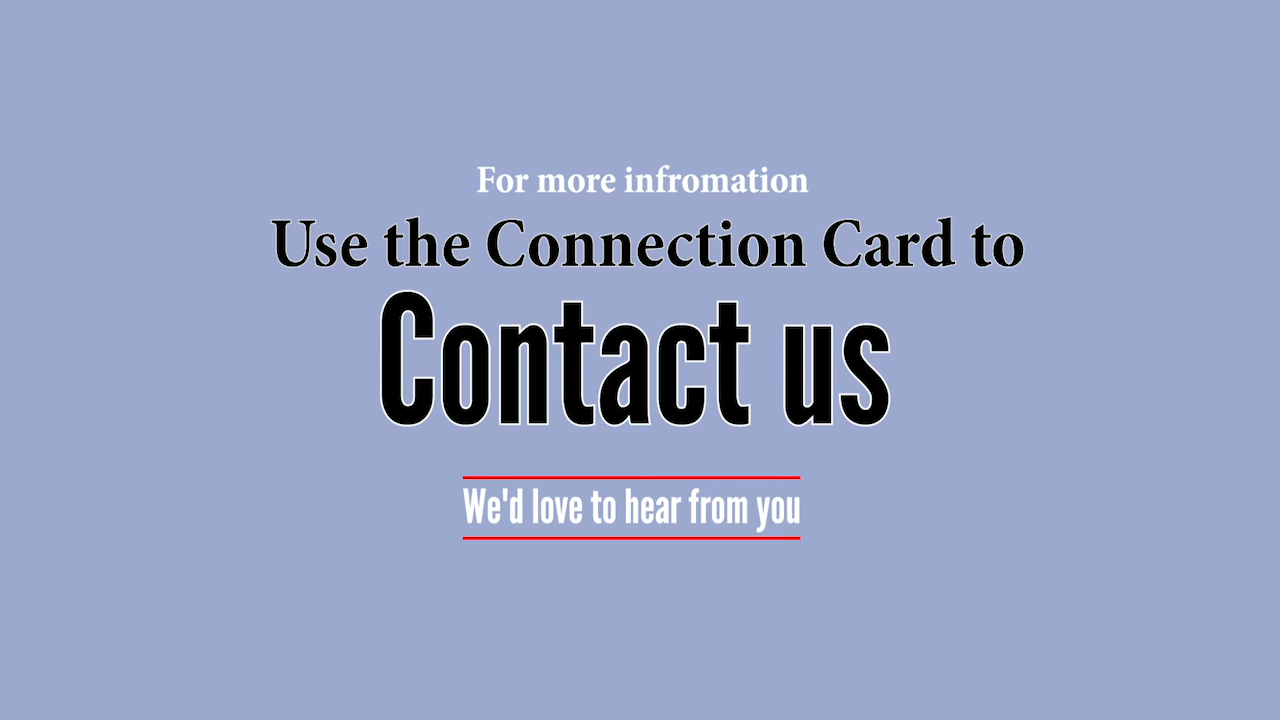 For more infromation
Use the Connection Card to
Contact us
We'd love to hear from you